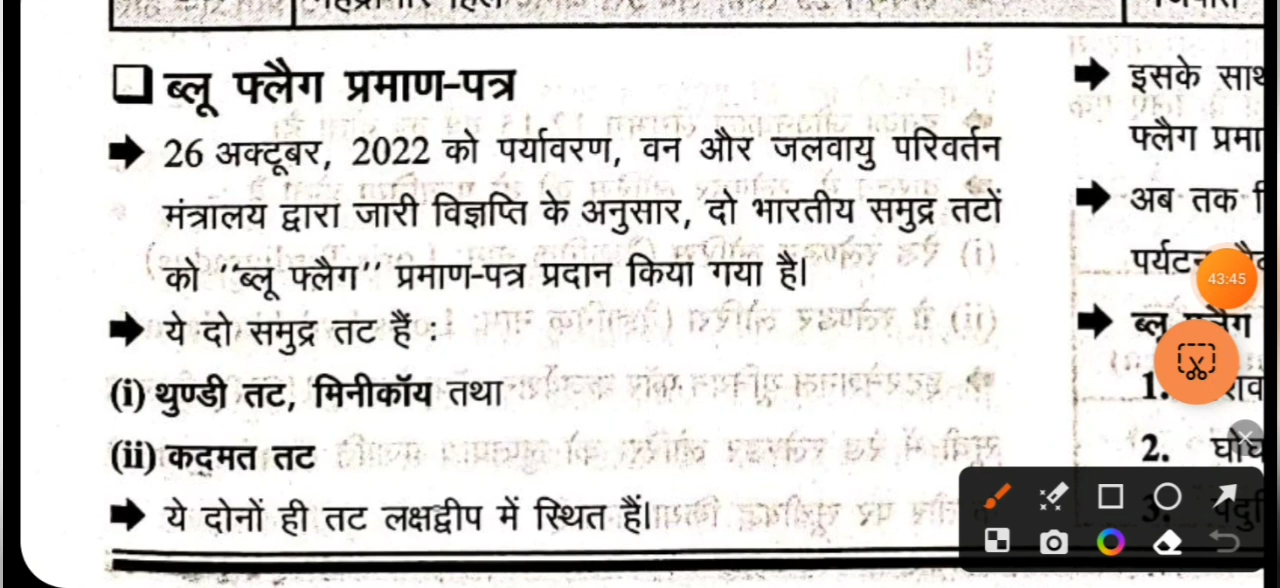 ❑ ब्लू फ्लैग प्रमाण-पत्र
➡ 26 अक्टूबर, 2022 को पर्यावरण, वन और जलवायु परिवर्तन
मंत्रालय द्वारा जारी विज्ञप्ति के अनुसार, दो भारतीय समुद्र तटों
को ‘‘ब्लू फ्लैग’’ प्रमाण-पत्र प्रदान किया गया है।
➡ ये दो समुद्र तट हैं :
(i) थुण्डी तट, मिनीकॉय तथा
(ii) कदमत तट
➡ ये दोनों ही तट लक्षद्वीप में स्थित हैं।
➡ इसके साथ
फ्लैग प्रमा
➡ अब तक
➡ ब्लू फ्लैग
1.
2. घोघ
3.
43:45